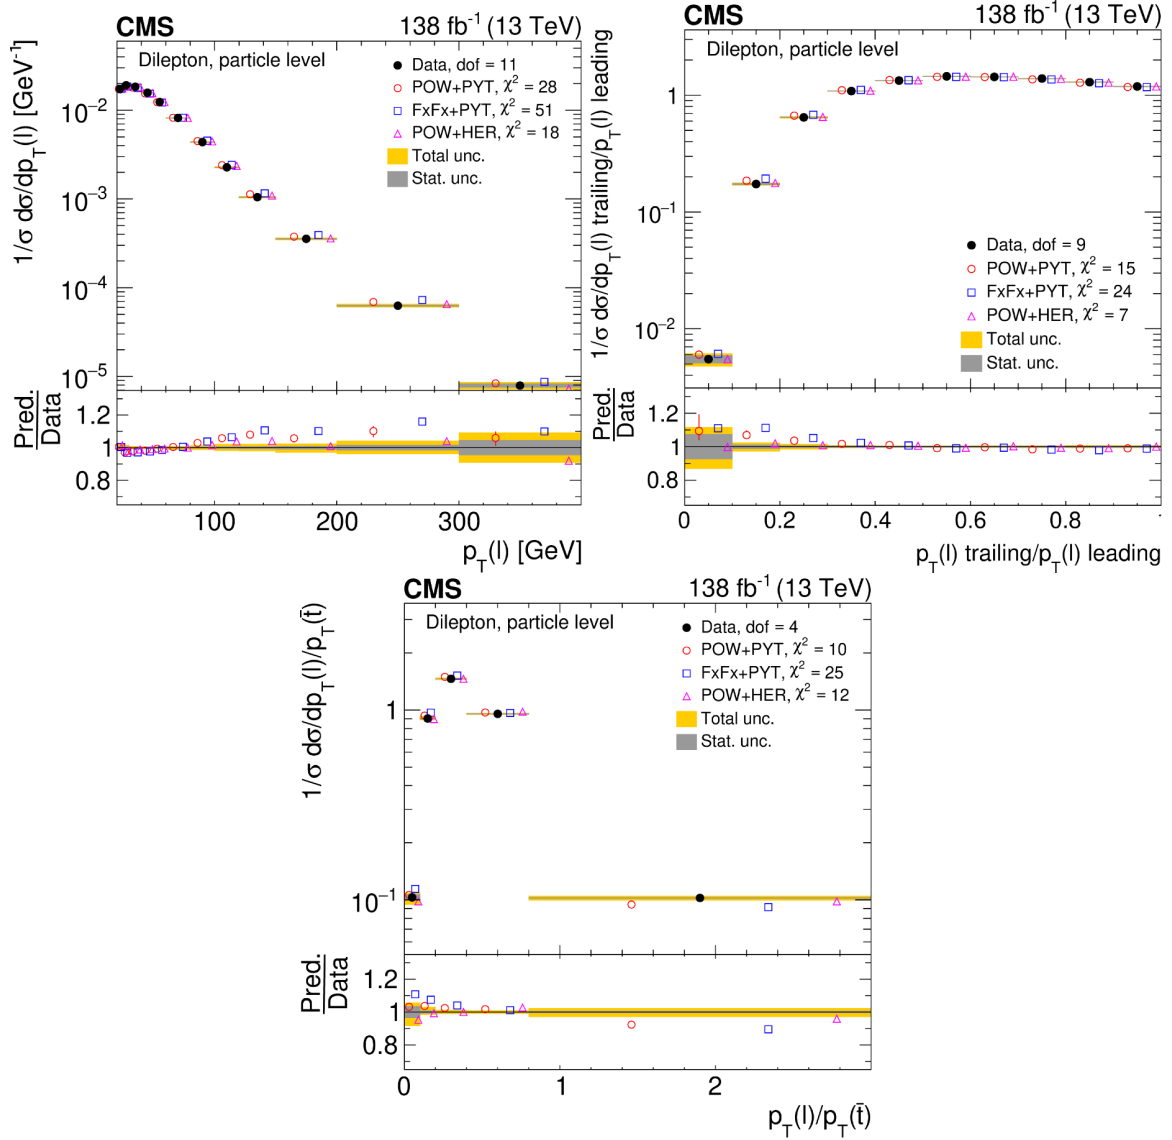 CMS 138 fb⁻¹ (13 TeV)
Dilepton, particle level
Data, dof = 11
POW+PYT, χ² = 28
FxFx+PYT, χ² = 51
POW+HER, χ² = 18
Total unc.
Stat. unc.
1/σ dσ/dp_T(l) [GeV⁻¹]
10⁻²
10⁻³
10⁻⁴
10⁻⁵
Pred.
Data
1.2
1
0.8
100 200 300
p_T(l) [GeV]
CMS 138 fb⁻¹ (13 TeV)
Dilepton, particle level
1/σ dσ/dp_T(l) trailing/p_T(l) leading
1
10⁻¹
10⁻²
Data, dof = 9
POW+PYT, χ² = 15
FxFx+PYT, χ² = 24
POW+HER, χ² = 7
Total unc.
Stat. unc.
Pred.
Data
1.2
1
0.8
0 0.2 0.4 0.6 0.8 1
p_T(l) trailing/p_T(l) leading
CMS 138 fb⁻¹ (13 TeV)
Dilepton, particle level
Data, dof = 4
POW+PYT, χ² = 10
FxFx+PYT, χ² = 25
POW+HER, χ² = 12
Total unc.
Stat. unc.
1/σ dσ/dp_T(l)/p_T(t̄)
1
10⁻¹
Pred.
Data
1.2
1
0.8
0 1 2
p_T(l)/p_T(t̄)